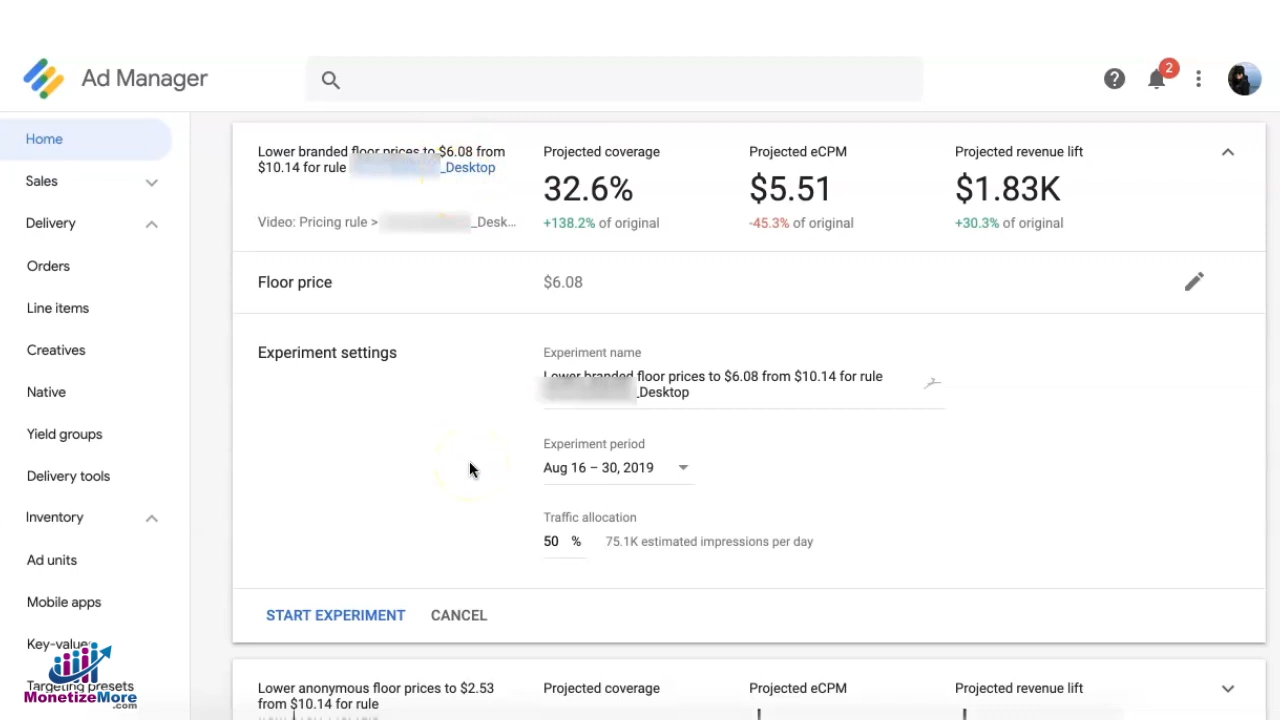 Ad Manager
2
Home
Sales
Delivery
Orders
Line items
Creatives
Native
Yield groups
Delivery tools
Inventory
Ad units
Mobile apps
Key-values
Targeting presets
MonetizeMore
.com
Lower branded floor prices to $6.08 from
$10.14 for rule _Desktop
Video: Pricing rule > _Desk...
Projected coverage
32.6%
+138.2% of original
Projected eCPM
$5.51
-45.3% of original
Projected revenue lift
$1.83K
+30.3% of original
Floor price
$6.08
Experiment settings
Experiment name
Lower branded floor prices to $6.08 from $10.14 for rule
_Desktop
Experiment period
Aug 16 – 30, 2019
Traffic allocation
50 %
75.1K estimated impressions per day
START EXPERIMENT
CANCEL
Lower anonymous floor prices to $2.53
from $10.14 for rule
Projected coverage
Projected eCPM
Projected revenue lift